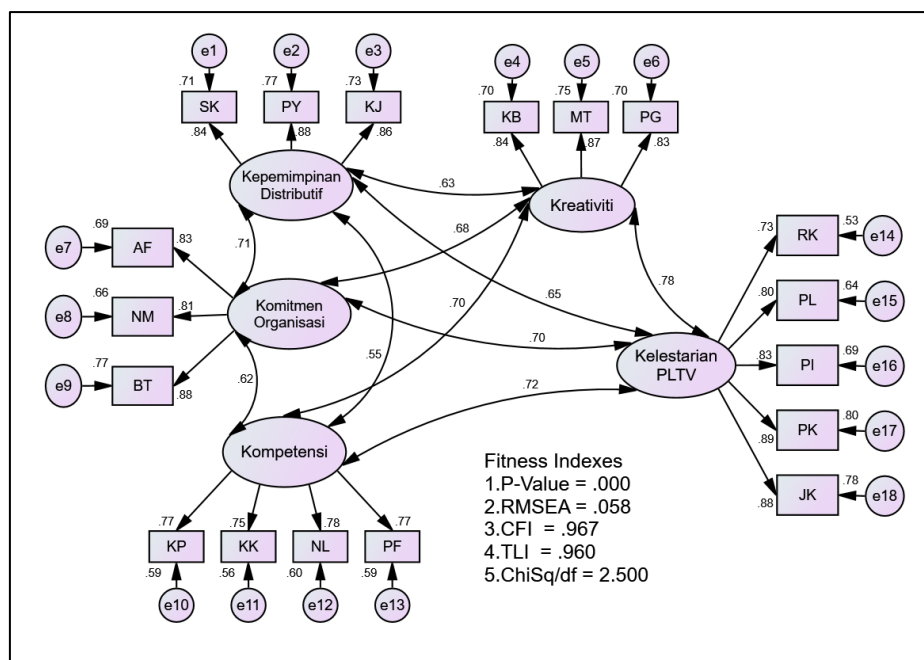 e1
e2
e3
.71
.77
.73
SK
PY
KJ
.84
.88
.86
Kepemimpinan
Distributif
e4
e5
e6
.70
.75
.70
KB
MT
PG
.84
.87
.83
Kreativiti
.63
.68
.71
e7
.69
AF
.83
e8
.66
NM
.81
e9
.77
BT
.88
Komitmen
Organisasi
.70
.65
.78
.70
.55
.62
.72
Kelestarian
PLTV
.73
RK
.53
e14
.80
PL
.64
e15
.83
PI
.69
e16
.89
PK
.80
e17
.88
JK
.78
e18
Kompetensi
.77
.75
.78
.77
KP
KK
NL
PF
.59
.56
.60
.59
e10
e11
e12
e13
Fitness Indexes
1.P-Value = .000
2.RMSEA = .058
3.CFI = .967
4.TLI = .960
5.ChiSq/df = 2.500